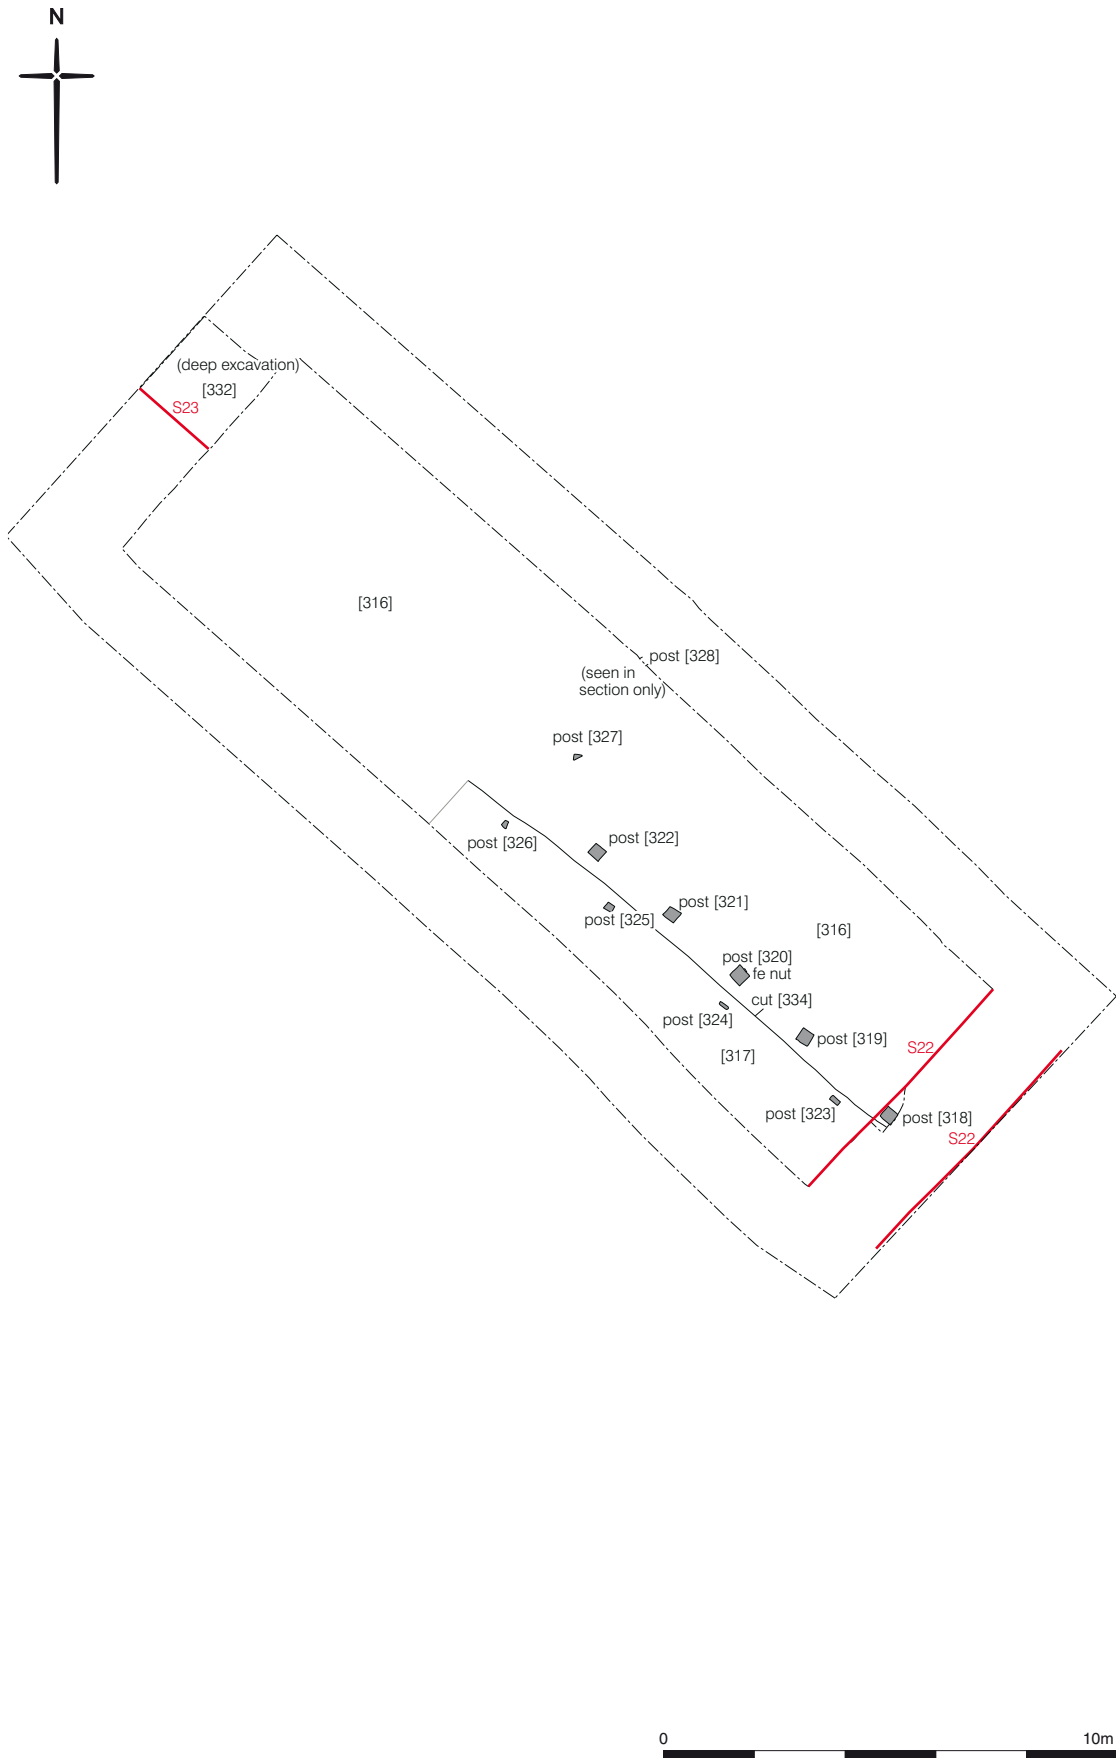 N
(deep excavation)
[332]
S23
[316]
post [328]
(seen in
section only)
post [327]
post [322]
post [326]
post [321]
post [325]
[316]
post [320]
fe nut
cut [334]
post [324]
post [319]
S22
[317]
post [323]
post [318]
S22
0
10m